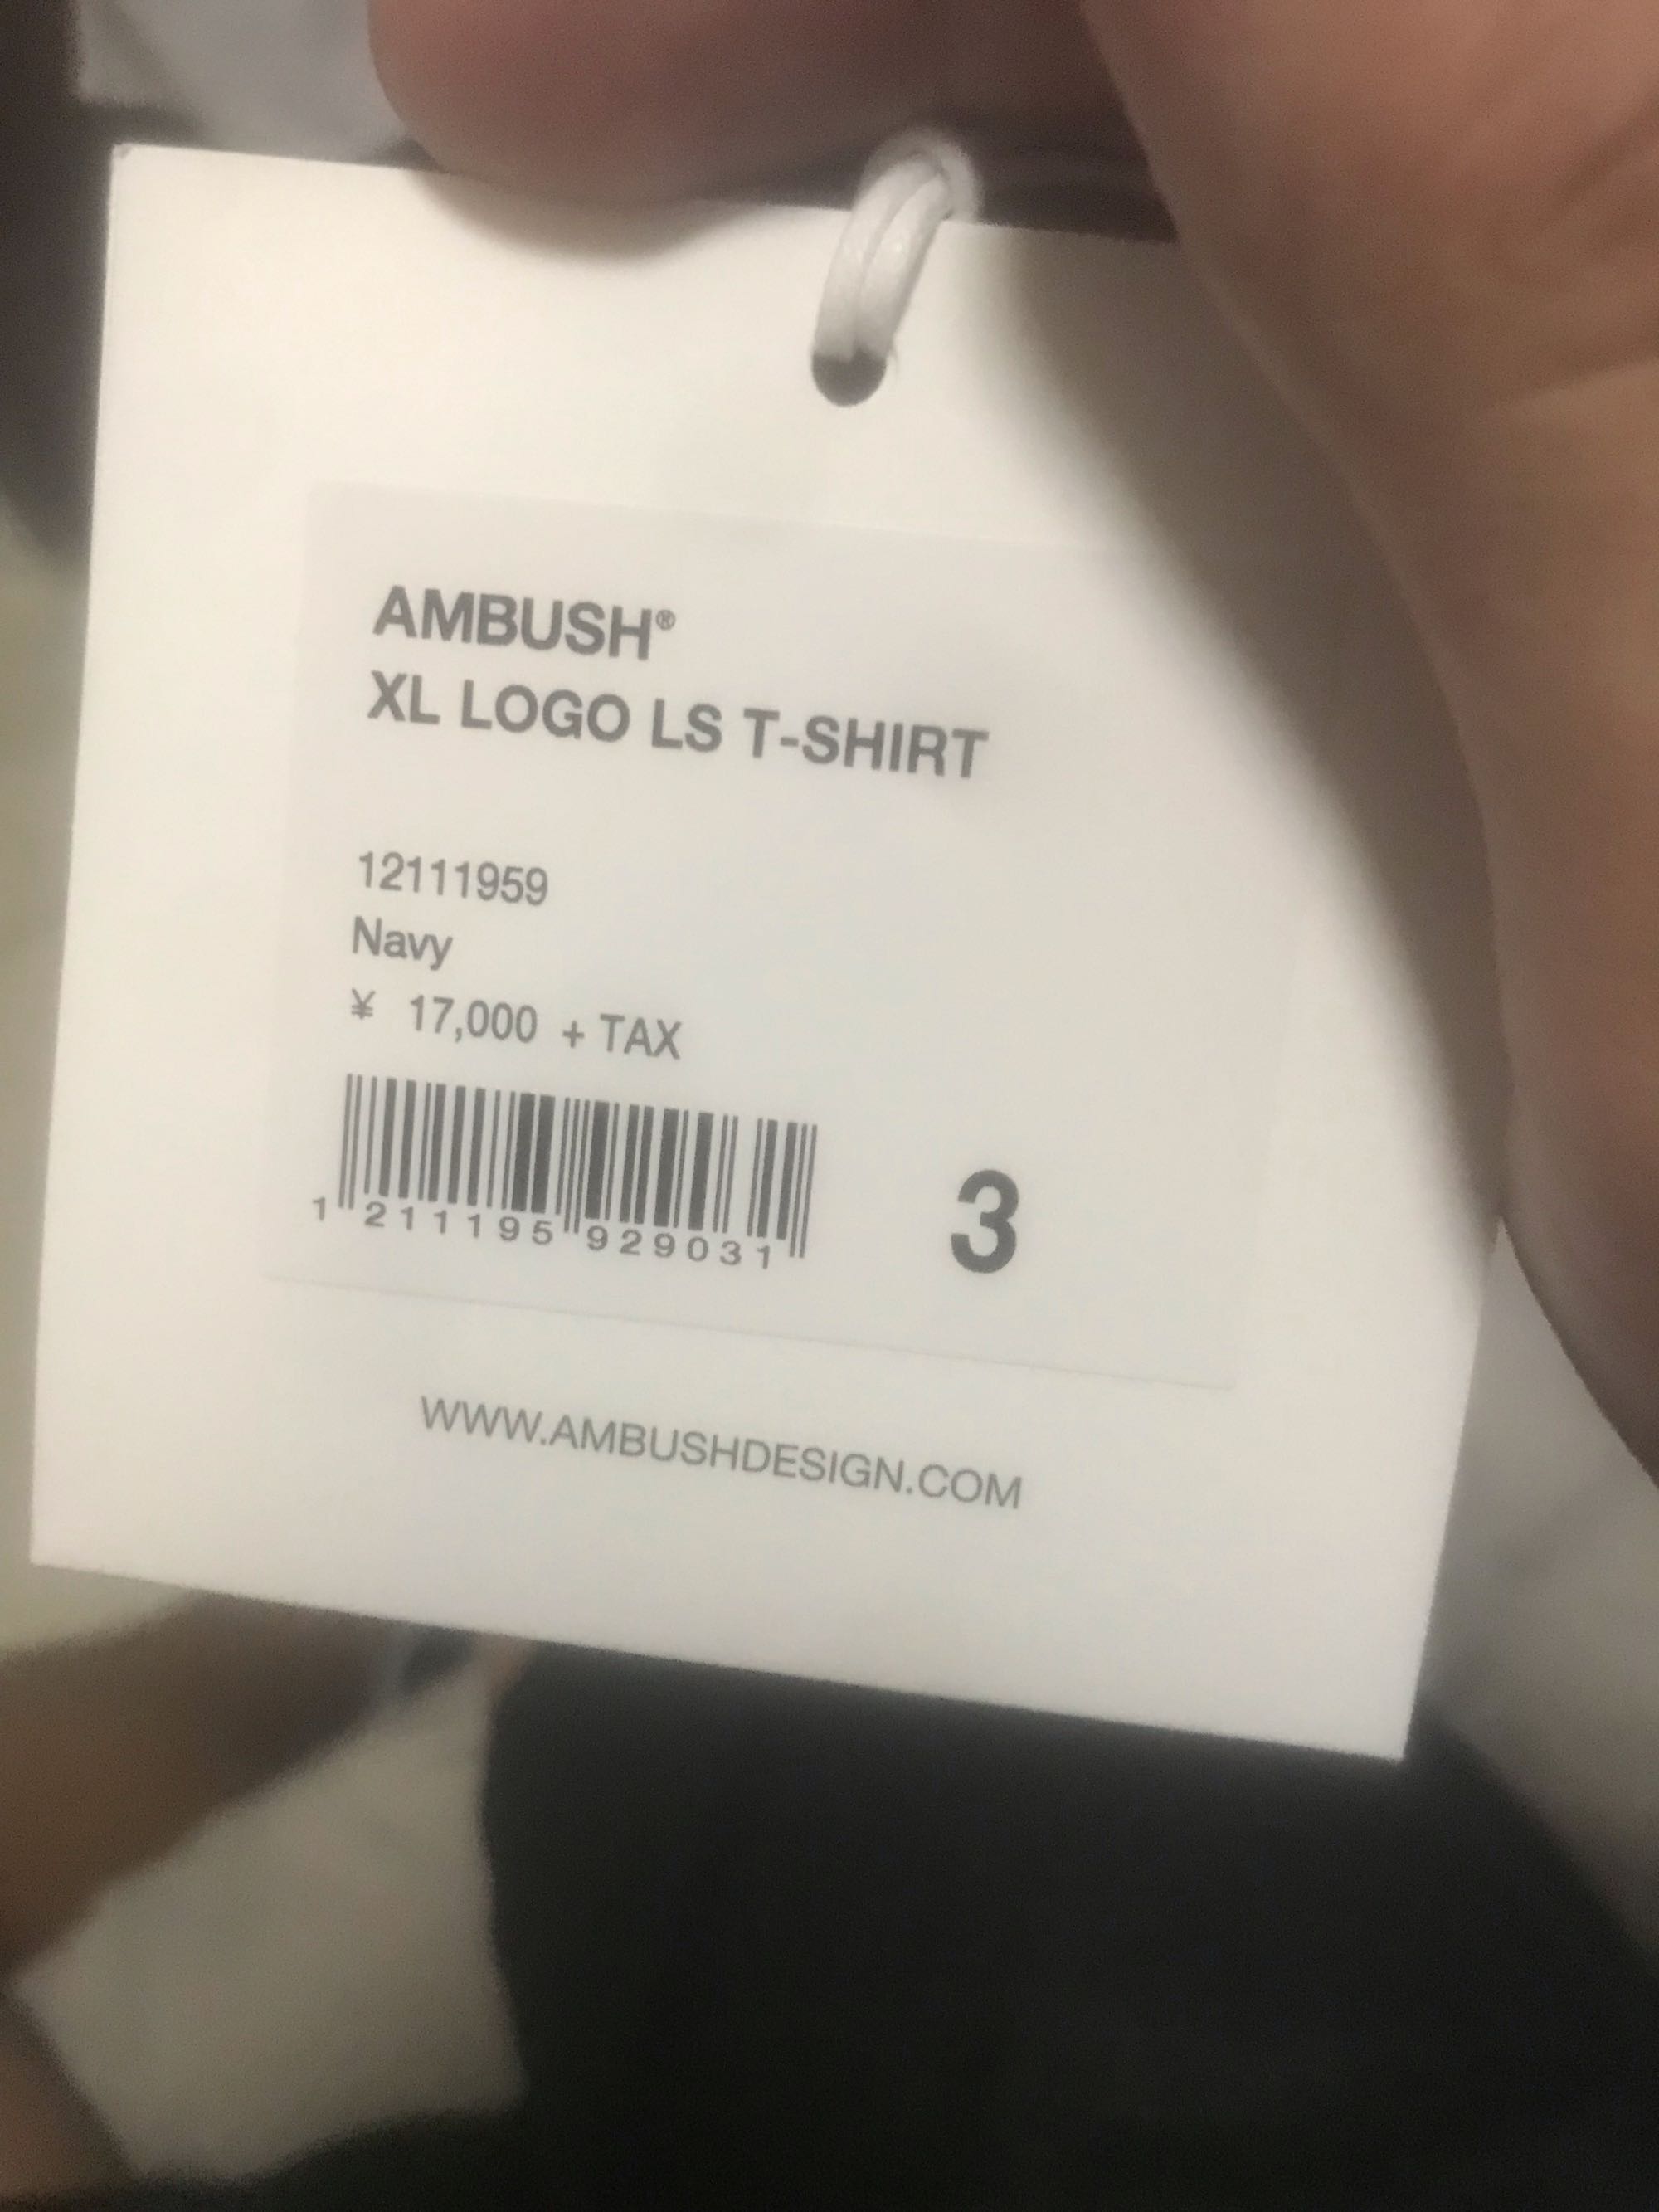 AMBUSH®
XL LOGO LS T-SHIRT
12111959
Navy
¥ 17,000 + TAX
1 211195 929031
3
WWW.AMBUSHDESIGN.COM